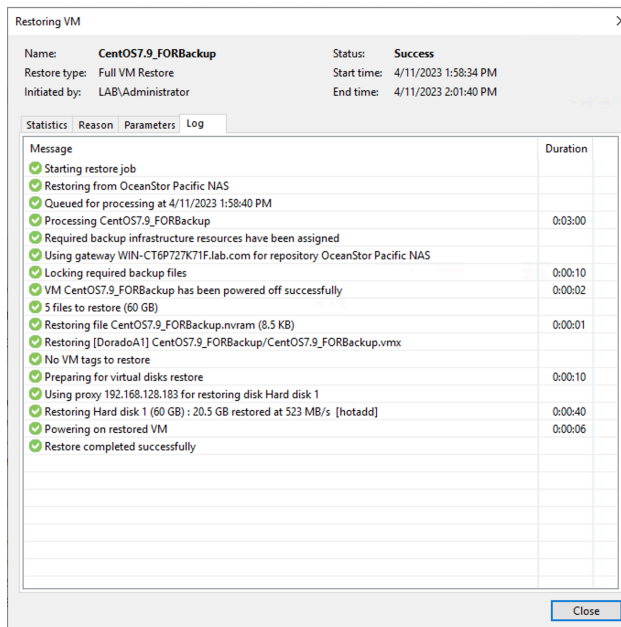 Restoring VM
Name: CentOS7.9_FORBackup Status: Success
Restore type: Full VM Restore Start time: 4/11/2023 1:58:34 PM
Initiated by: LAB\Administrator End time: 4/11/2023 2:01:40 PM
Statistics Reason Parameters Log
Message Duration
Starting restore job
Restoring from OceanStor Pacific NAS
Queued for processing at 4/11/2023 1:58:40 PM
Processing CentOS7.9_FORBackup 0:03:00
Required backup infrastructure resources have been assigned
Using gateway WIN-CT6P727K71F.lab.com for repository OceanStor Pacific NAS
Locking required backup files 0:00:10
VM CentOS7.9_FORBackup has been powered off successfully 0:00:02
5 files to restore (60 GB)
Restoring file CentOS7.9_FORBackup.nvram (8.5 KB) 0:00:01
Restoring [DoradoA1] CentOS7.9_FORBackup/CentOS7.9_FORBackup.vmx
No VM tags to restore
Preparing for virtual disks restore 0:00:10
Using proxy 192.168.128.183 for restoring disk Hard disk 1
Restoring Hard disk 1 (60 GB) : 20.5 GB restored at 523 MB/s [hotadd] 0:00:40
Powering on restored VM 0:00:06
Restore completed successfully
Close